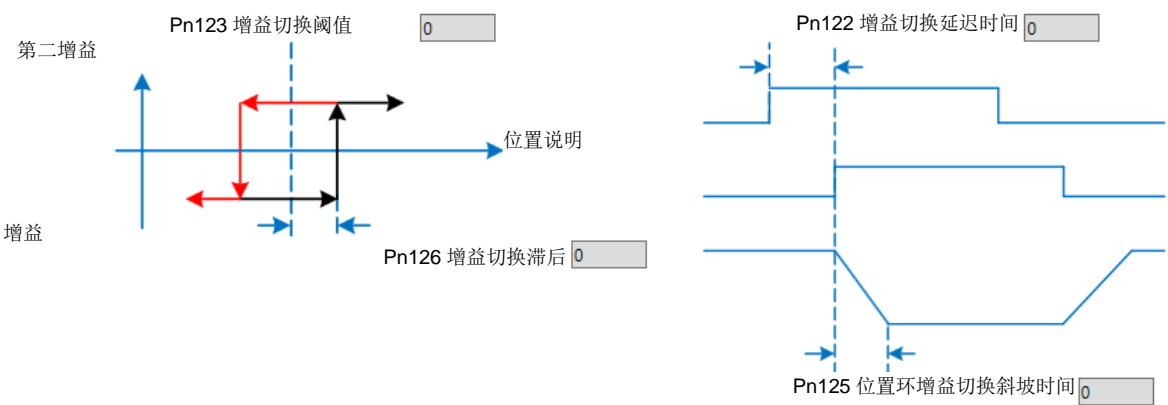 Pn123 增益切换阈值 0
第二增益
位置说明
增益
Pn126 增益切换滞后 0
Pn122 增益切换延迟时间 0
Pn125 位置环增益切换斜坡时间 0